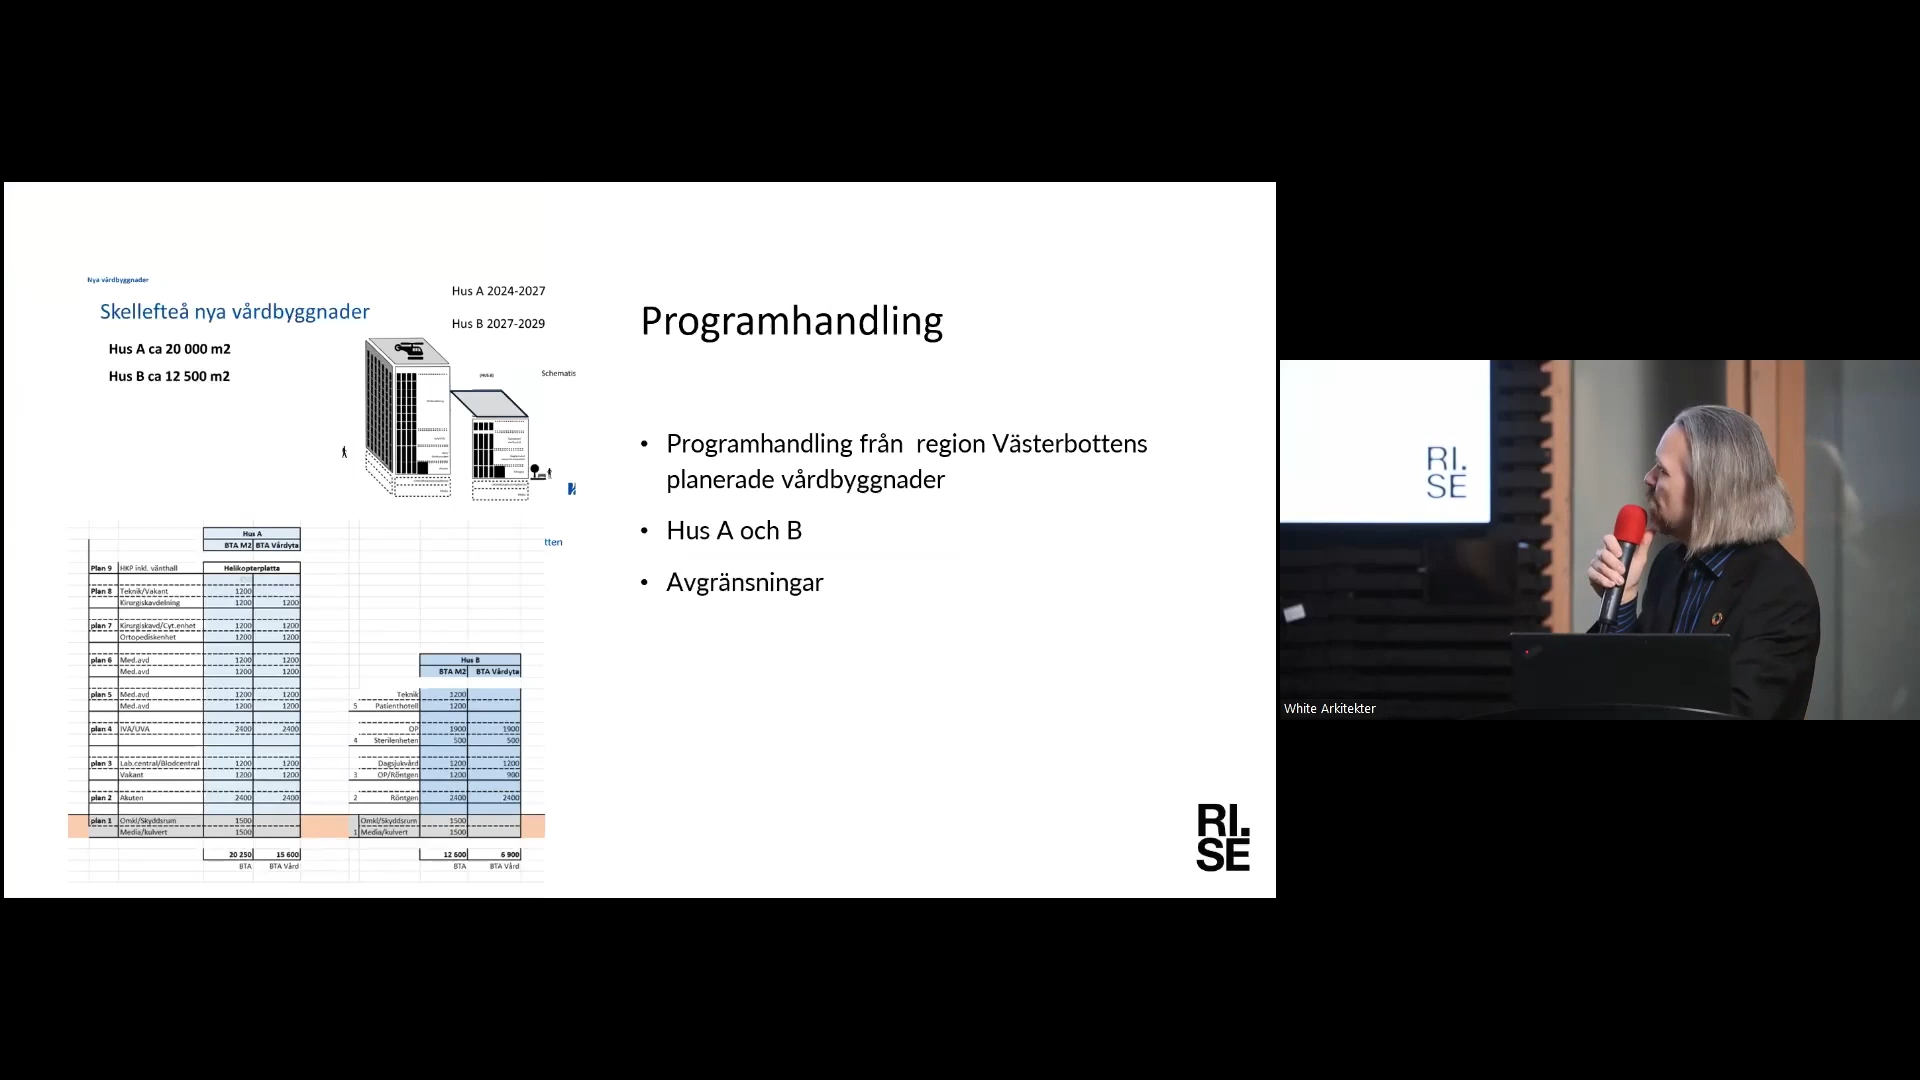 Nya vårdbyggnader
Skellefteå nya vårdbyggnader
Hus A ca 20 000 m2
Hus B ca 12 500 m2
Hus A 2024-2027
Hus B 2027-2029
(HUS B)
Schematis
tten
Hus A
BTA M2 BTA Vårdyta
Plan 9 HKP inkl. vänthall Helikopterplatta
Plan 8 Teknik/Vakant 1200
Kirurgiskavdelning 1200 1200
plan 7 Kirurgiskavd/Cyt.enhet 1200 1200
Ortopediskenhet 1200 1200
plan 6 Med.avd 1200 1200
Med.avd 1200 1200
plan 5 Med.avd 1200 1200
Med.avd 1200 1200
plan 4 IVA/UVA 2400 2400
plan 3 Lab.central/Blodcentral 1200 1200
Vakant 1200 1200
plan 2 Akuten 2400 2400
plan 1 Omkl/Skyddsrum 1500
Media/kulvert 1500
20 250 15 600
BTA BTA Vård
Hus B
BTA M2 BTA Vårdyta
Teknik 1200
5 Patienthotell 1200
OP 1900 1900
4 Sterilenheten 500 500
Dagsjukvård 1200 1200
3 OP/Röntgen 1200 900
2 Röntgen 2400 2400
Omkl/Skyddsrum 1500
1 Media/kulvert 1500
12 600 6 900
BTA BTA Vård
Programhandling
• Programhandling från region Västerbottens
planerade vårdbyggnader
• Hus A och B
• Avgränsningar
RI.
SE
RI.
SE
White Arkitekter